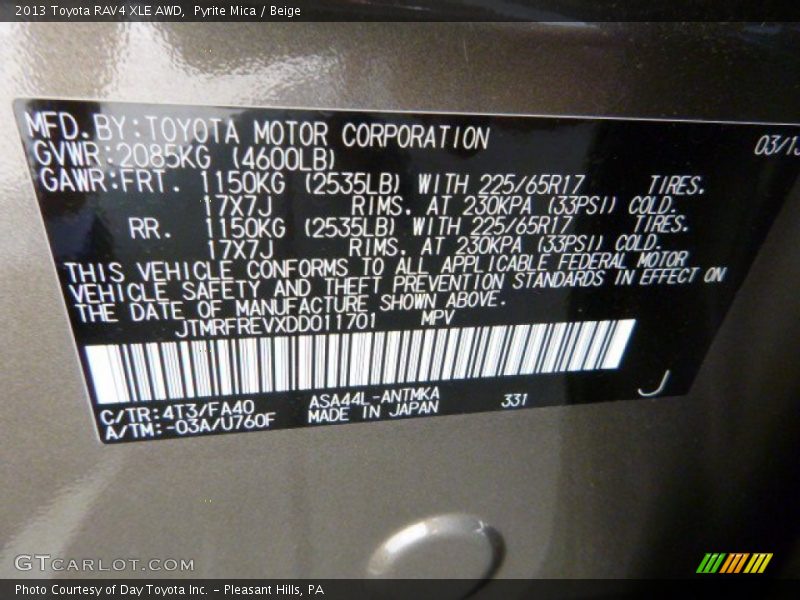 2013 Toyota RAV4 XLE AWD, Pyrite Mica / Beige
MFD.BY:TOYOTA MOTOR CORPORATION 03/13
GVWR:2085KG (4600LB)
GAWR:FRT. 1150KG (2535LB) WITH 225/65R17 TIRES.
17X7J RIMS. AT 230KPA (33PSI) COLD.
RR. 1150KG (2535LB) WITH 225/65R17 TIRES.
17X7J RIMS. AT 230KPA (33PSI) COLD.
THIS VEHICLE CONFORMS TO ALL APPLICABLE FEDERAL MOTOR
VEHICLE SAFETY AND THEFT PREVENTION STANDARDS IN EFFECT ON
THE DATE OF MANUFACTURE SHOWN ABOVE.
JTMRFREVXDD011701 MPV
C/TR:4T3/FA40 ASA44L-ANTMKA 331 J
A/TM:-03A/U760F MADE IN JAPAN
GTCARLOT.COM
Photo Courtesy of Day Toyota Inc. - Pleasant Hills, PA